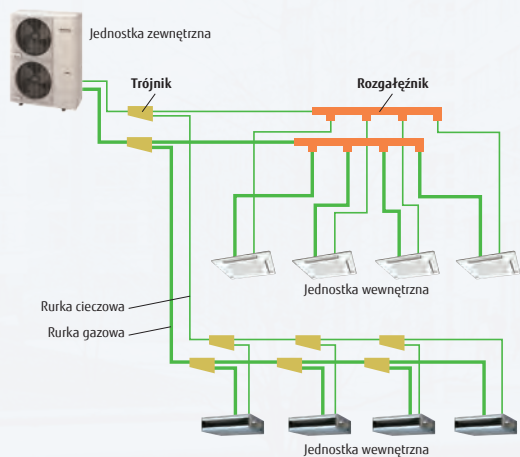 Jednostka zewnętrzna
Trójnik
Rozgałęźnik
Jednostka wewnętrzna
Rurka cieczowa
Rurka gazowa
Jednostka wewnętrzna